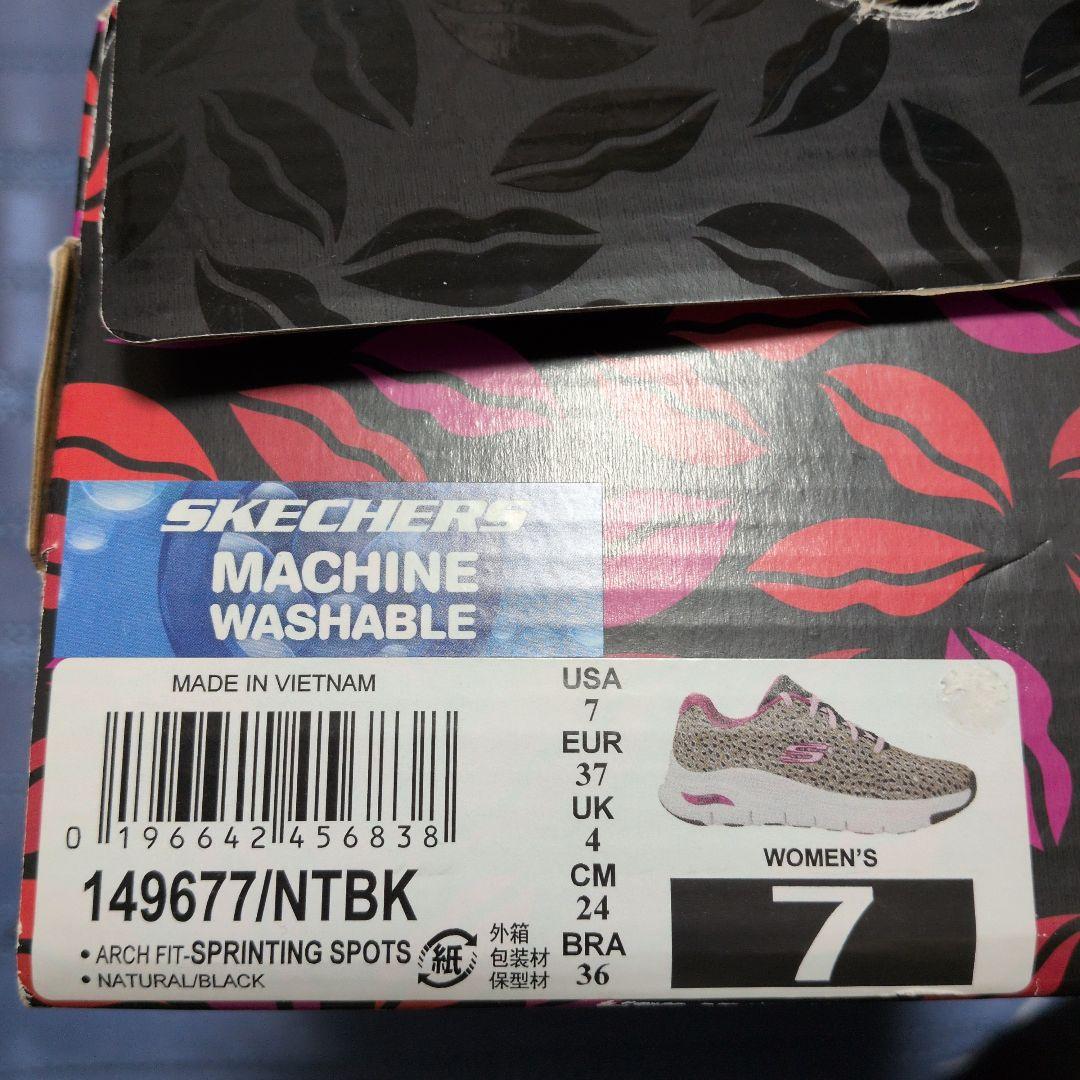 SKECHERS
MACHINE
WASHABLE
MADE IN VIETNAM
0 196642 456838
149677/NTBK
• ARCH FIT-SPRINTING SPOTS
• NATURAL/BLACK
紙
外箱
包装材
保型材
USA
7
EUR
37
UK
4
CM
24
BRA
36
WOMEN'S
7